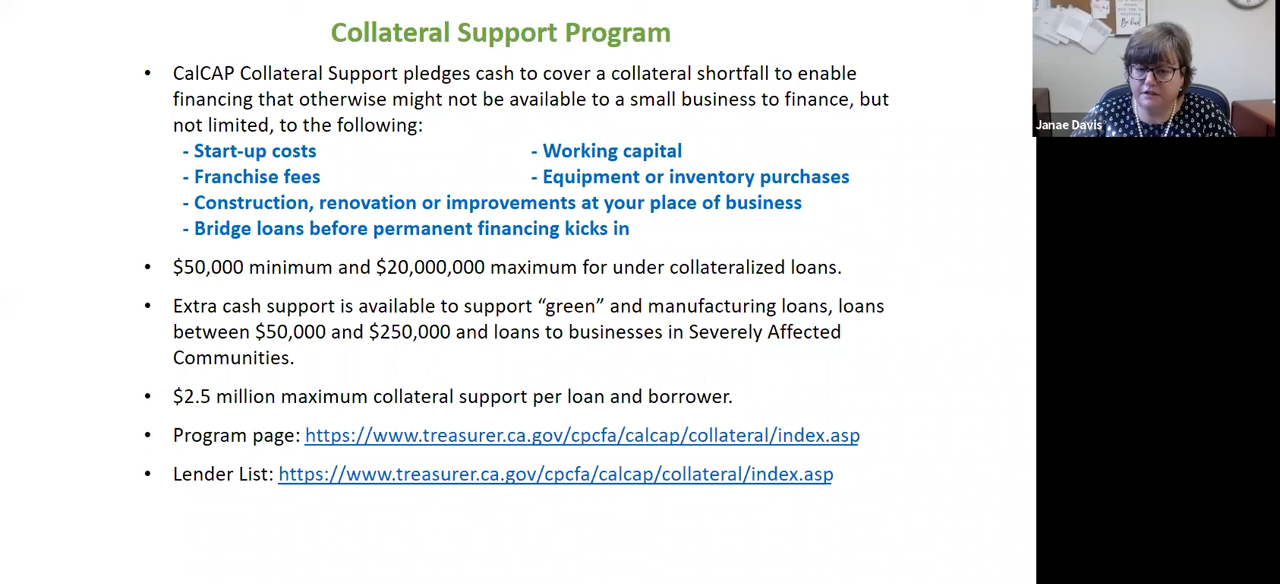 Collateral Support Program
• CalCAP Collateral Support pledges cash to cover a collateral shortfall to enable
financing that otherwise might not be available to a small business to finance, but
not limited, to the following:
- Start-up costs - Working capital
- Franchise fees - Equipment or inventory purchases
- Construction, renovation or improvements at your place of business
- Bridge loans before permanent financing kicks in
• $50,000 minimum and $20,000,000 maximum for under collateralized loans.
• Extra cash support is available to support “green” and manufacturing loans, loans
between $50,000 and $250,000 and loans to businesses in Severely Affected
Communities.
• $2.5 million maximum collateral support per loan and borrower.
• Program page: https://www.treasurer.ca.gov/cpcfa/calcap/collateral/index.asp
• Lender List: https://www.treasurer.ca.gov/cpcfa/calcap/collateral/index.asp
Janae Davis